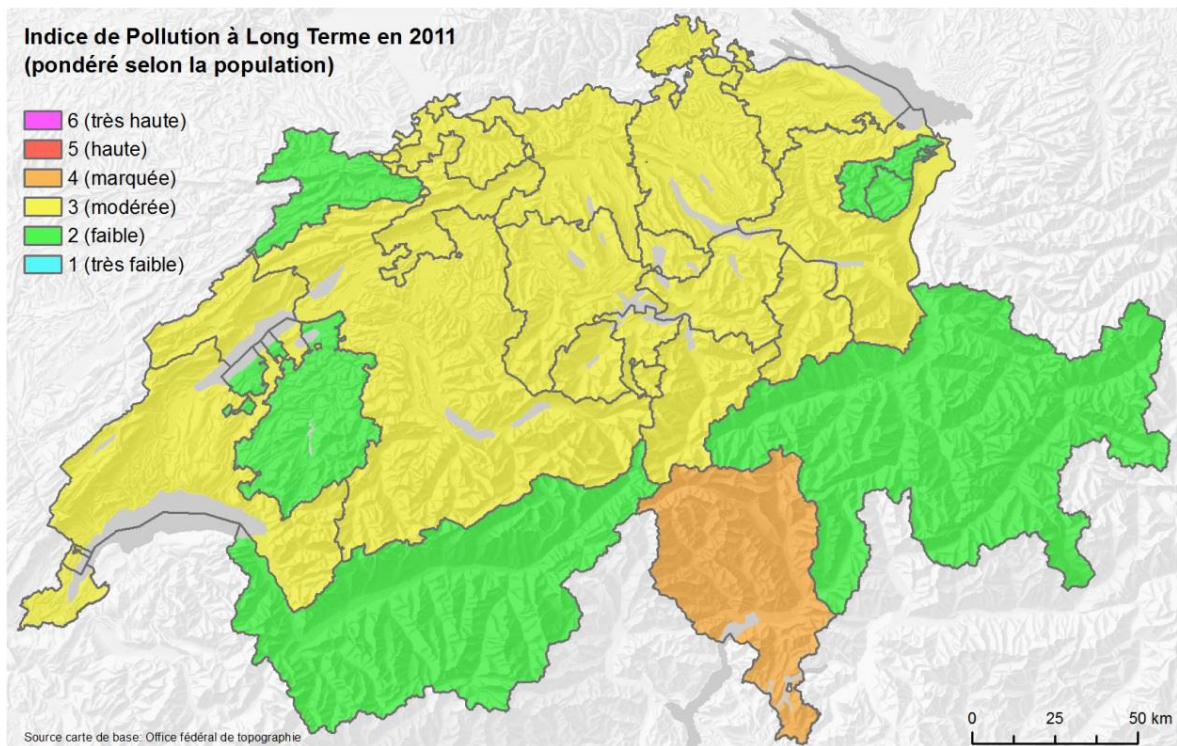 Indice de Pollution à Long Terme en 2011
(pondéré selon la population)
6 (très haute)
5 (haute)
4 (marquée)
3 (modérée)
2 (faible)
1 (très faible)
Source carte de base: Office fédéral de topographie
0 25 50 km